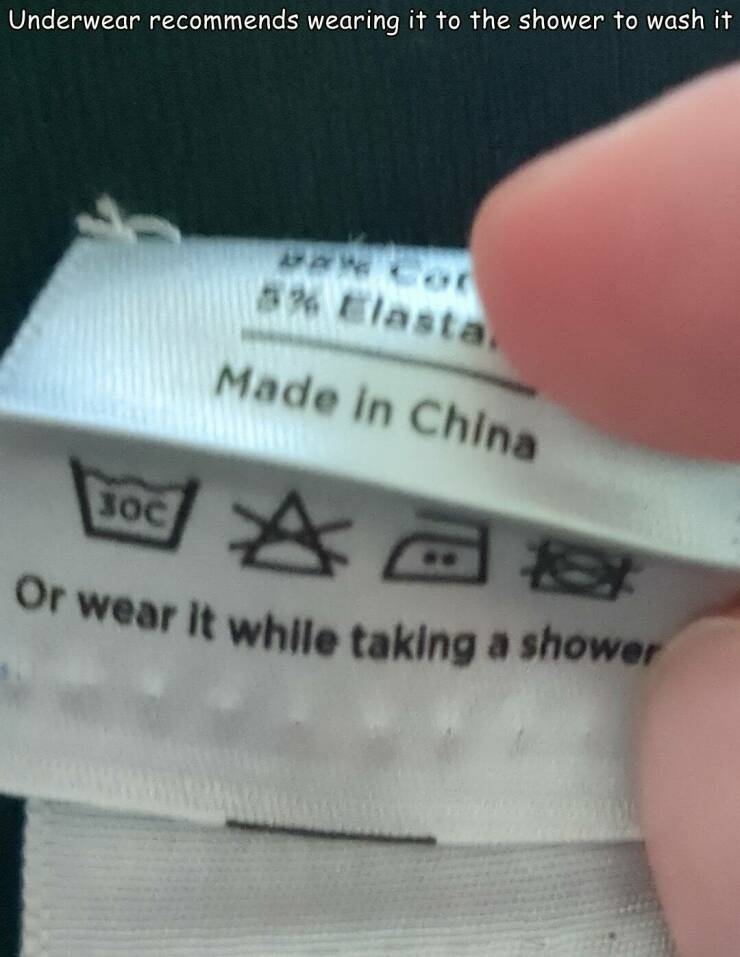 Underwear recommends wearing it to the shower to wash it
5%
Made in China
30C
Or wear it while taking a shower